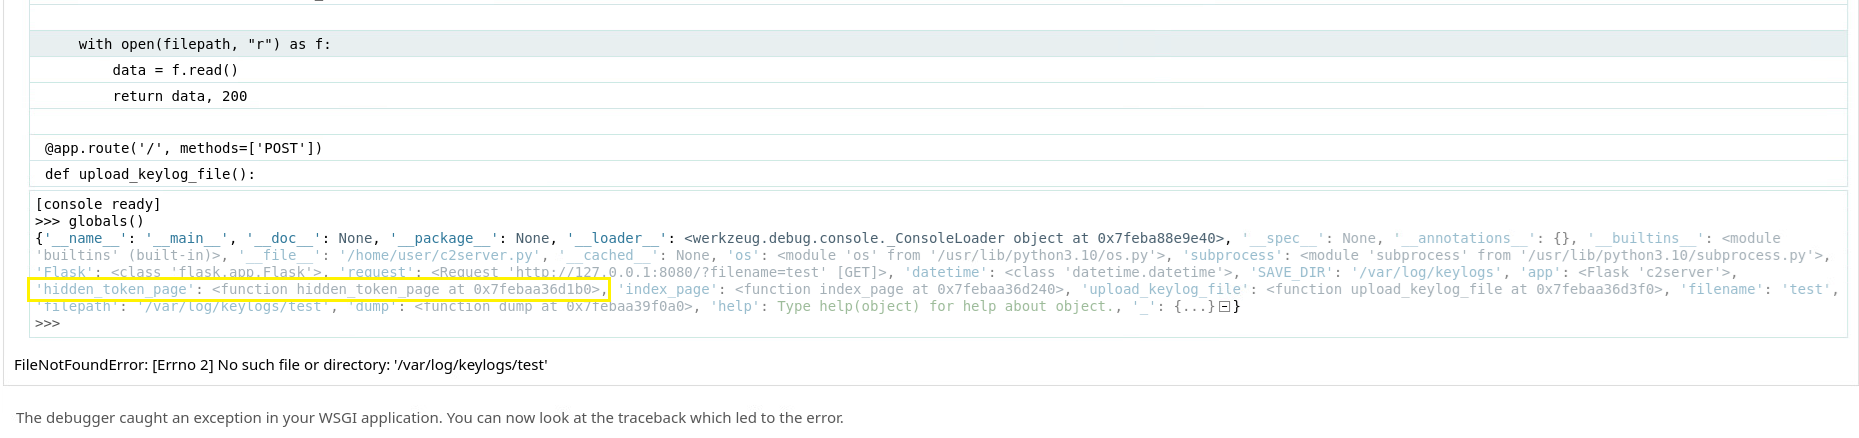 with open(filepath, "r") as f:
data = f.read()
return data, 200
@app.route('/', methods=['POST'])
def upload_keylog_file():
[console ready]
>>> globals()
{'__name__': '__main__', '__doc__': None, '__package__': None, '__loader__': <werkzeug.debug.console._ConsoleLoader object at 0x7feba88e9e40>, '__spec__': None, '__annotations__': {}, '__builtins__': <module
'builtins' (built-in)>, '__file__': '/home/user/c2server.py', '__cached__': None, 'os': <module 'os' from '/usr/lib/python3.10/os.py'>, 'subprocess': <module 'subprocess' from '/usr/lib/python3.10/subprocess.py'>,
'Flask': <class 'flask.app.Flask'>, 'request': <Request 'http://127.0.0.1:8080/?filename=test' [GET]>, 'datetime': <class 'datetime.datetime'>, 'SAVE_DIR': '/var/log/keylogs', 'app': <Flask 'c2server'>,
'hidden_token_page': <function hidden_token_page at 0x7febaa36d1b0>, 'index_page': <function index_page at 0x7febaa36d240>, 'upload_keylog_file': <function upload_keylog_file at 0x7febaa36d3f0>, 'filename': 'test',
'filepath': '/var/log/keylogs/test', 'dump': <function dump at 0x7febaa39f0a0>, 'help': Type help(object) for help about object., '_': {...}}
>>>
FileNotFoundError: [Errno 2] No such file or directory: '/var/log/keylogs/test'
The debugger caught an exception in your WSGI application. You can now look at the traceback which led to the error.